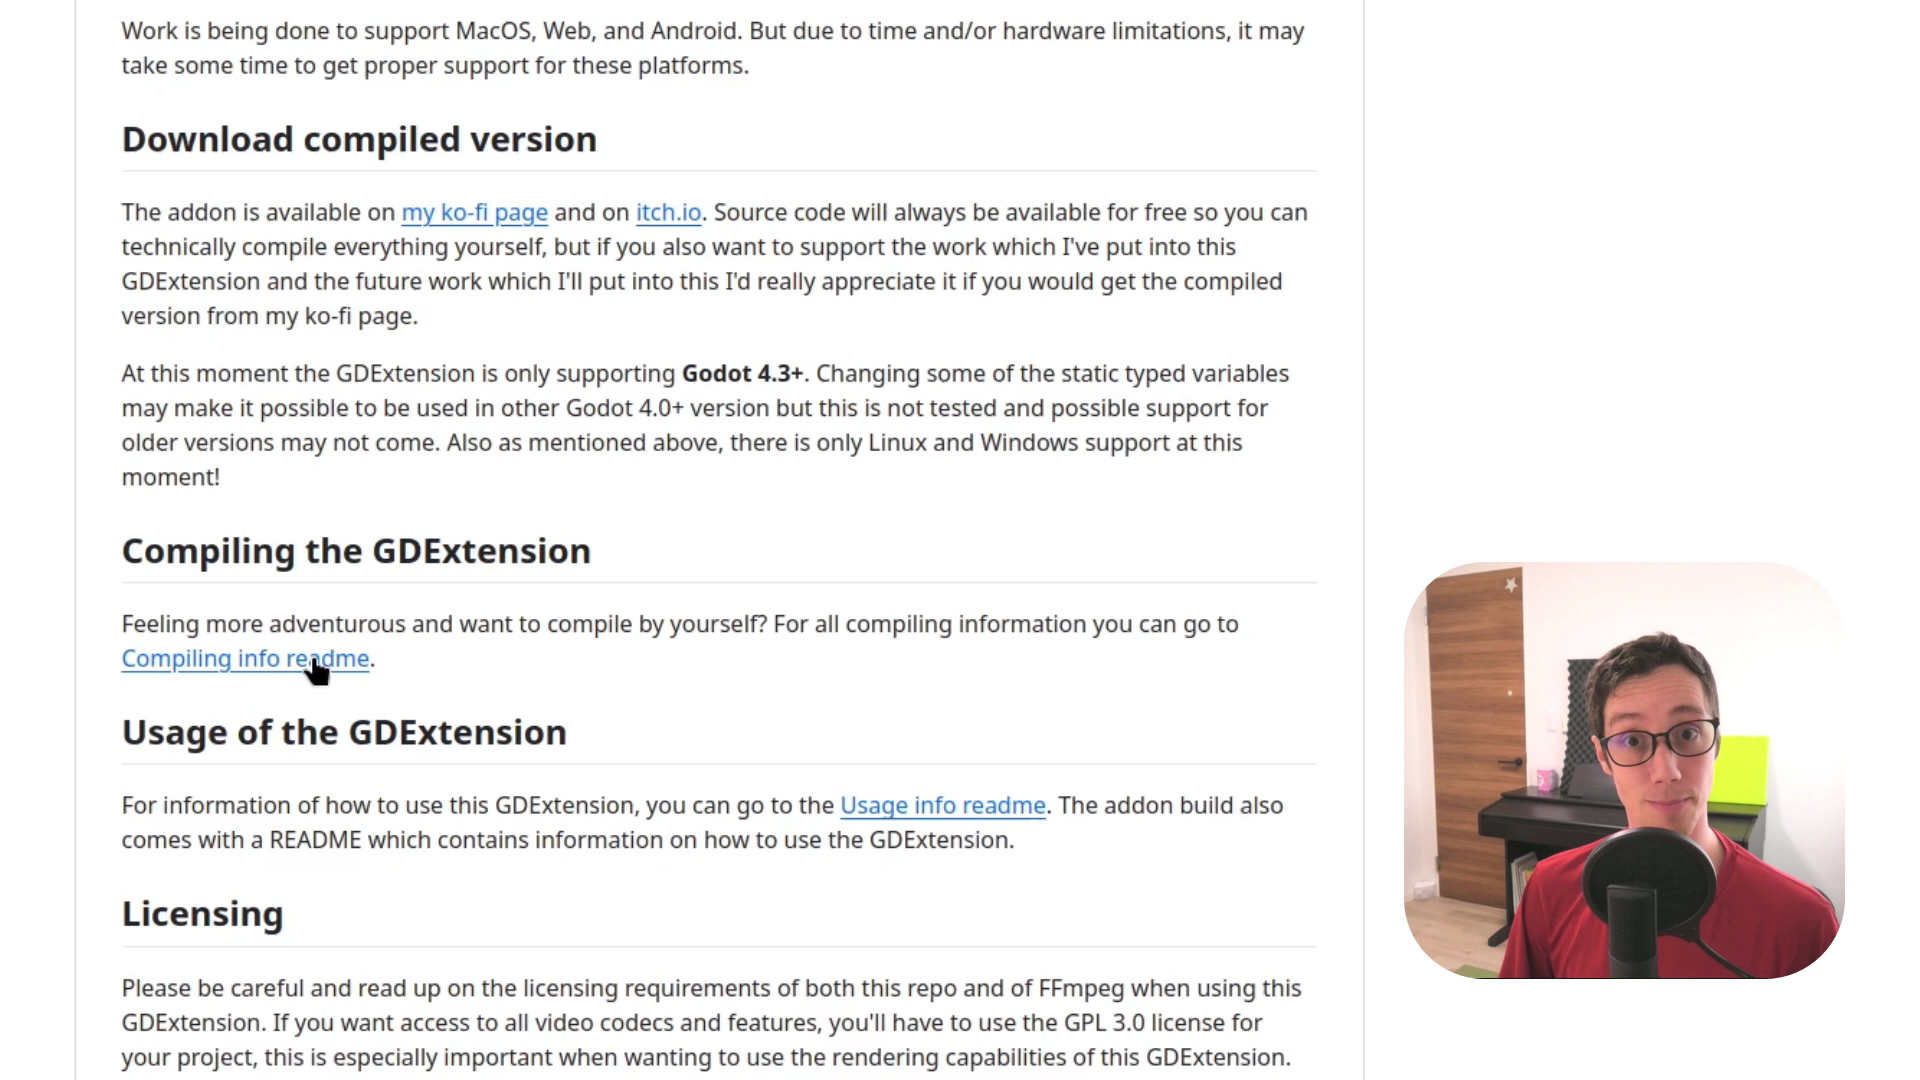 Work is being done to support MacOS, Web, and Android. But due to time and/or hardware limitations, it may
take some time to get proper support for these platforms.
Download compiled version
The addon is available on my ko-fi page and on itch.io. Source code will always be available for free so you can
technically compile everything yourself, but if you also want to support the work which I've put into this
GDExtension and the future work which I'll put into this I'd really appreciate it if you would get the compiled
version from my ko-fi page.
At this moment the GDExtension is only supporting Godot 4.3+. Changing some of the static typed variables
may make it possible to be used in other Godot 4.0+ version but this is not tested and possible support for
older versions may not come. Also as mentioned above, there is only Linux and Windows support at this
moment!
Compiling the GDExtension
Feeling more adventurous and want to compile by yourself? For all compiling information you can go to
Compiling info readme.
Usage of the GDExtension
For information of how to use this GDExtension, you can go to the Usage info readme. The addon build also
comes with a README which contains information on how to use the GDExtension.
Licensing
Please be careful and read up on the licensing requirements of both this repo and of FFmpeg when using this
GDExtension. If you want access to all video codecs and features, you'll have to use the GPL 3.0 license for
your project, this is especially important when wanting to use the rendering capabilities of this GDExtension.